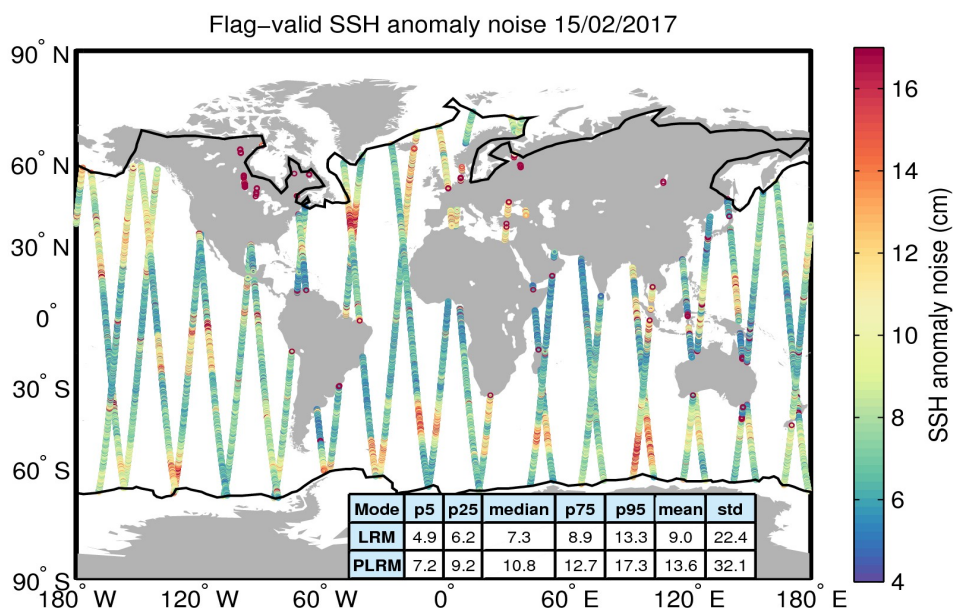 Flag−valid SSH anomaly noise 15/02/2017
90° N
60° N
30° N
0°
30° S
60° S
90° S
180° W
120° W
60° W
0°
60° E
120° E
180° E
16
14
12
10
8
6
4
SSH anomaly noise (cm)
Mode p5 p25 median p75 p95 mean std
LRM 4.9 6.2 7.3 8.9 13.3 9.0 22.4
PLRM 7.2 9.2 10.8 12.7 17.3 13.6 32.1